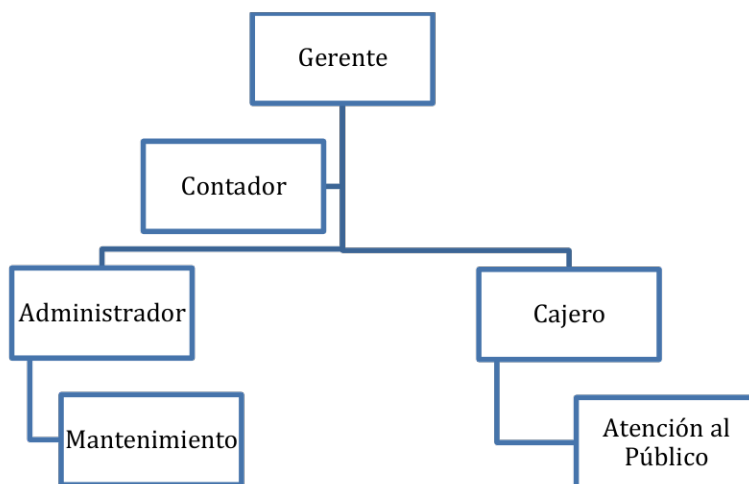 Gerente
Contador
Administrador
Cajero
Mantenimiento
Atención al
Público